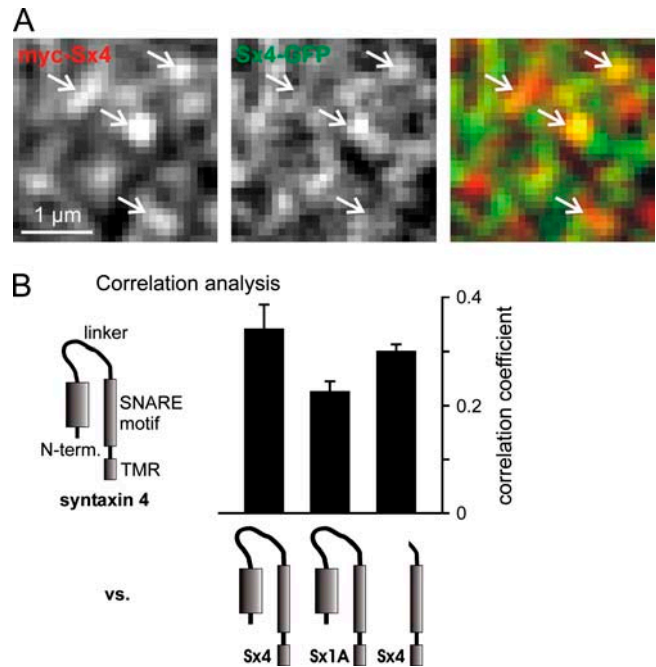 A
myc-Sx4
Sx4-GFP
1 µm
B
Correlation analysis
linker
SNARE
motif
N-term.
TMR
syntaxin 4
0.4
0.2
0
correlation coefficient
vs.
Sx4
Sx1A
Sx4